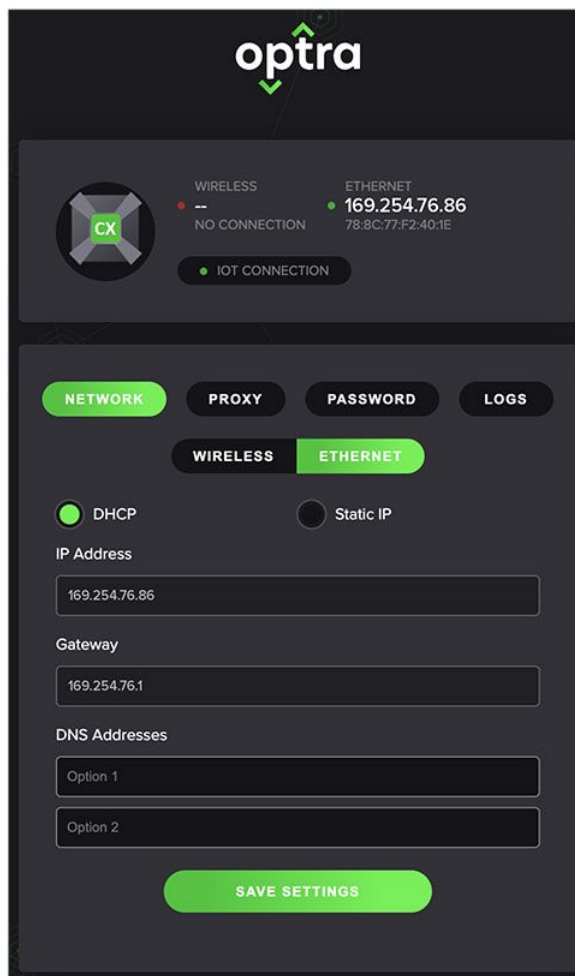 optra
WIRELESS
--
NO CONNECTION
ETHERNET
169.254.76.86
78:8C:77:F2:40:1E
CX
IOT CONNECTION
NETWORK PROXY PASSWORD LOGS
WIRELESS ETHERNET
DHCP Static IP
IP Address
169.254.76.86
Gateway
169.254.76.1
DNS Addresses
Option 1
Option 2
SAVE SETTINGS